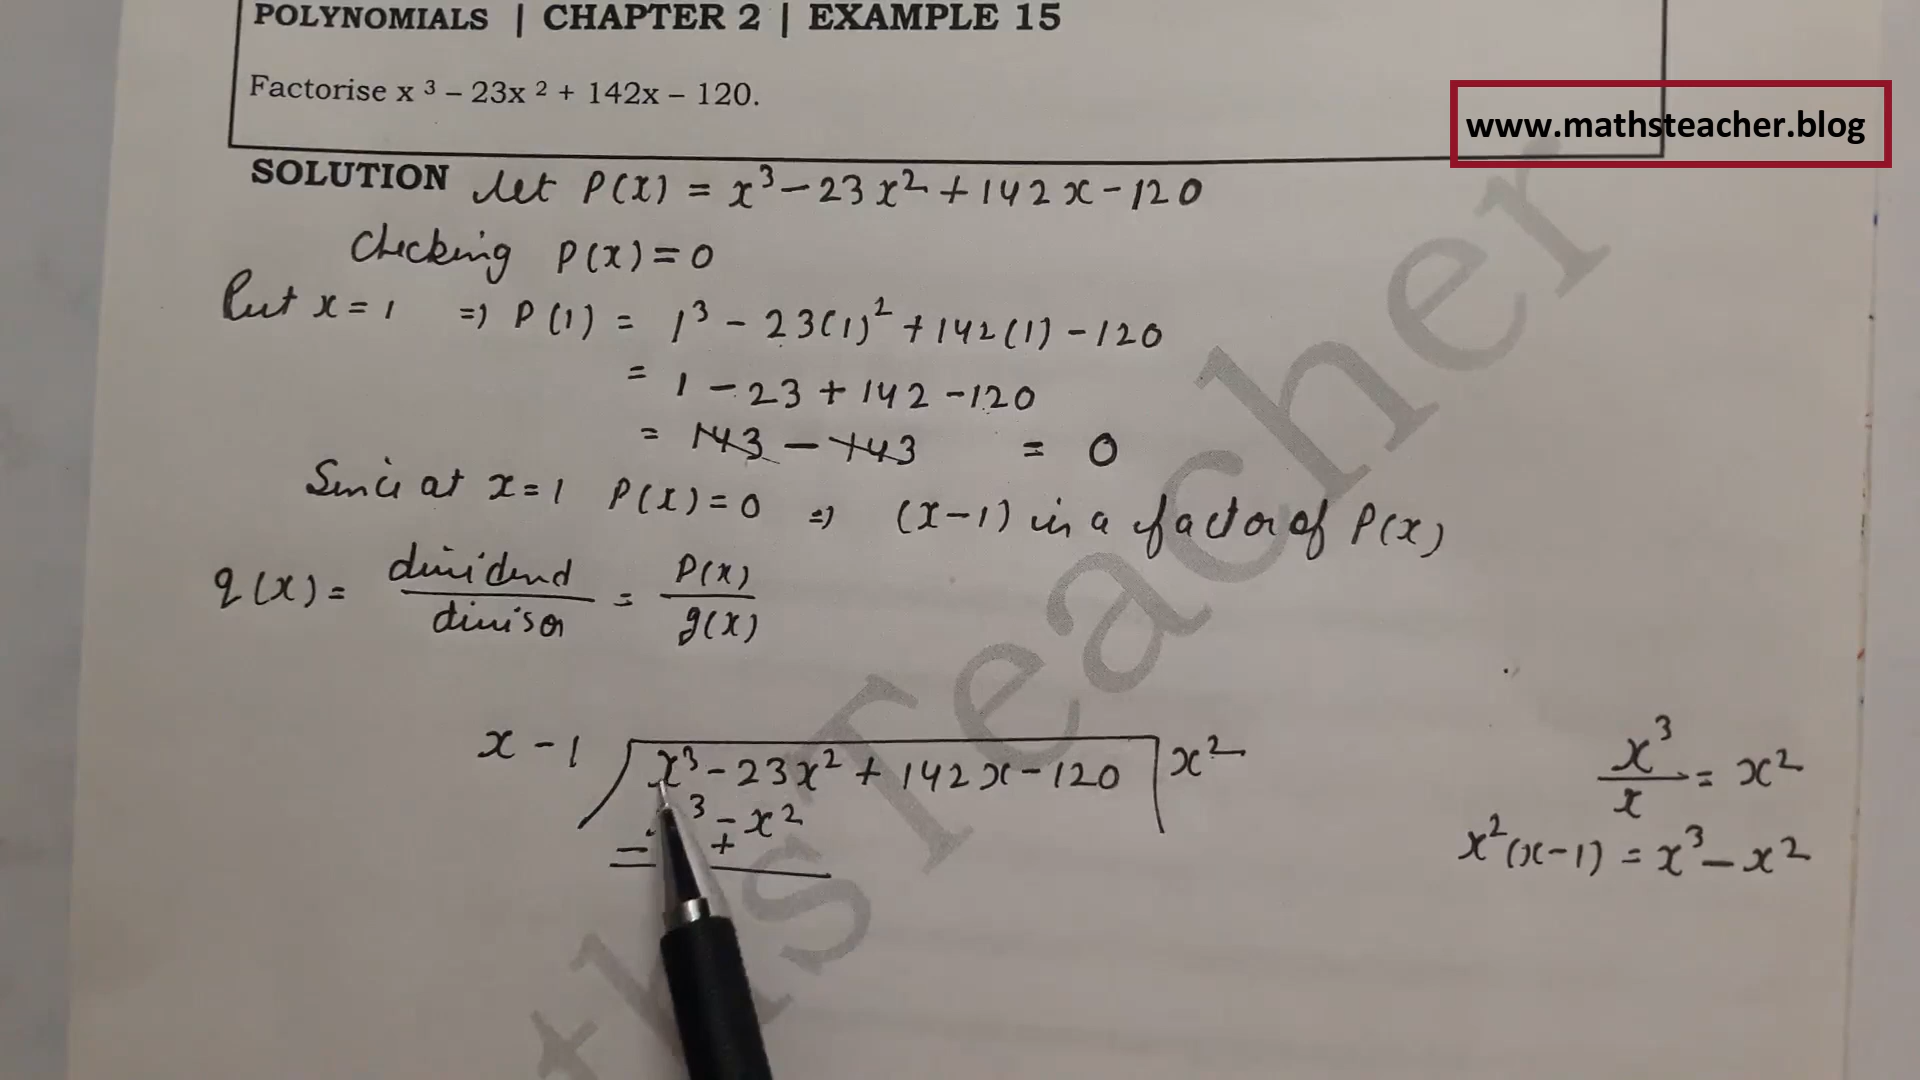 POLYNOMIALS | CHAPTER 2 | EXAMPLE 15
Factorise x ³ – 23x ² + 142x – 120.
www.mathsteacher.blog
SOLUTION Let P(x) = x³ - 23x² + 142x - 120
Checking P(x) = 0
Put x = 1 ⇒ P(1) = 1³ - 23(1)² + 142(1) - 120
= 1 - 23 + 142 - 120
= 143 - 143 = 0
Since at x = 1 P(x) = 0 ⇒ (x-1) is a factor of P(x)
q(x) = dividend / divisor = P(x) / g(x)
x - 1 x³ - 23x² + 142x - 120 x²
³ - x²
- +
x³ / x = x²
x²(x-1) = x³ - x²
thsTeacher